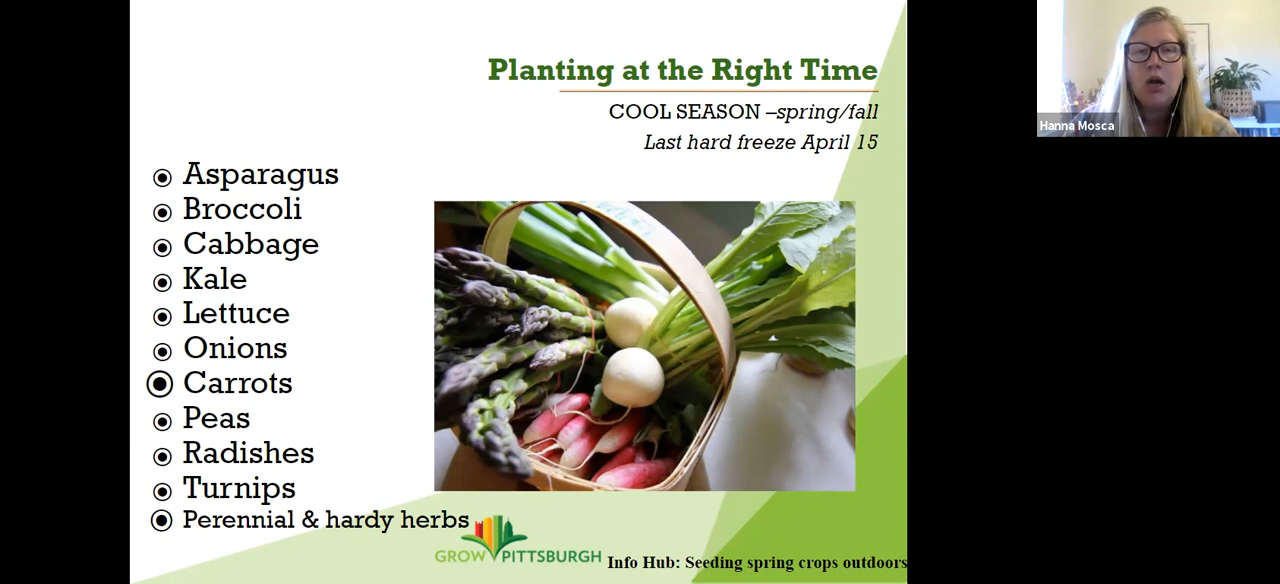 Planting at the Right Time
COOL SEASON –spring/fall
Last hard freeze April 15
Asparagus
Broccoli
Cabbage
Kale
Lettuce
Onions
Carrots
Peas
Radishes
Turnips
Perennial & hardy herbs
GROW PITTSBURGH
Info Hub: Seeding spring crops outdoors
Hanna Mosca